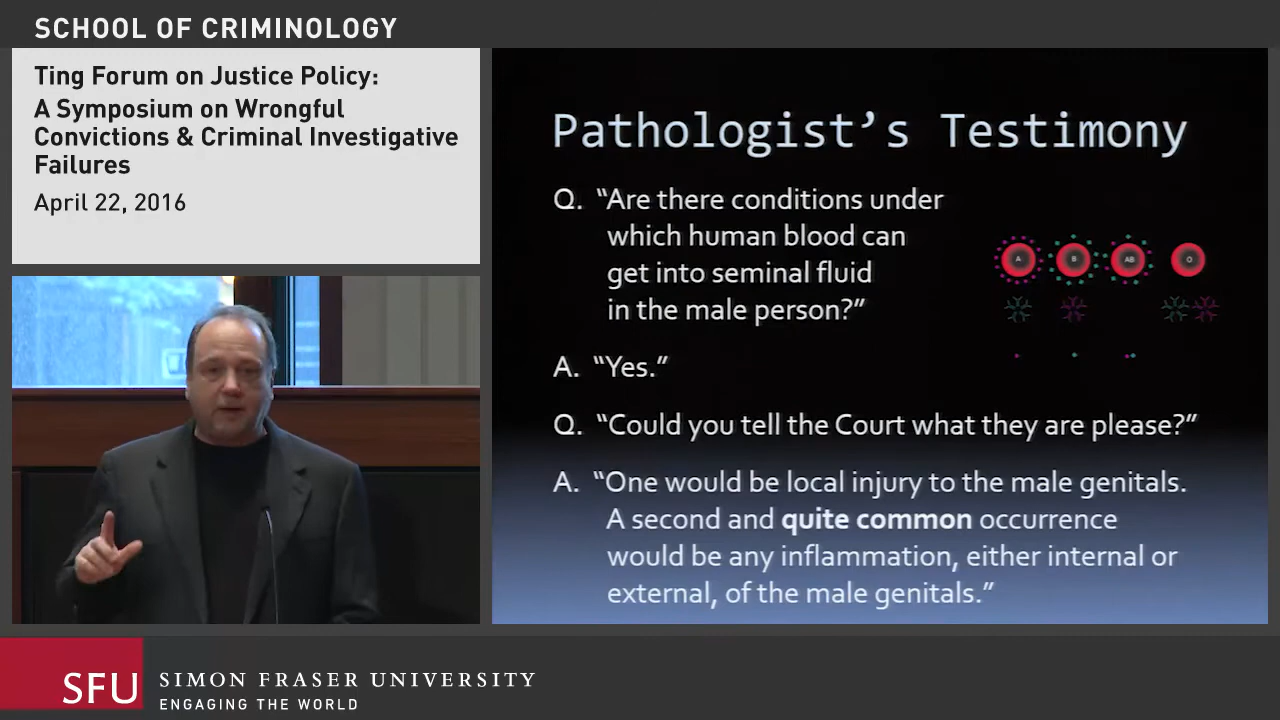 SCHOOL OF CRIMINOLOGY
Ting Forum on Justice Policy:
A Symposium on Wrongful
Convictions & Criminal Investigative
Failures
April 22, 2016
Pathologist’s Testimony
Q. “Are there conditions under
which human blood can
get into seminal fluid
in the male person?”
A B AB O
A. “Yes.”
Q. “Could you tell the Court what they are please?”
A. “One would be local injury to the male genitals.
A second and quite common occurrence
would be any inflammation, either internal or
external, of the male genitals.”
SFU SIMON FRASER UNIVERSITY
ENGAGING THE WORLD